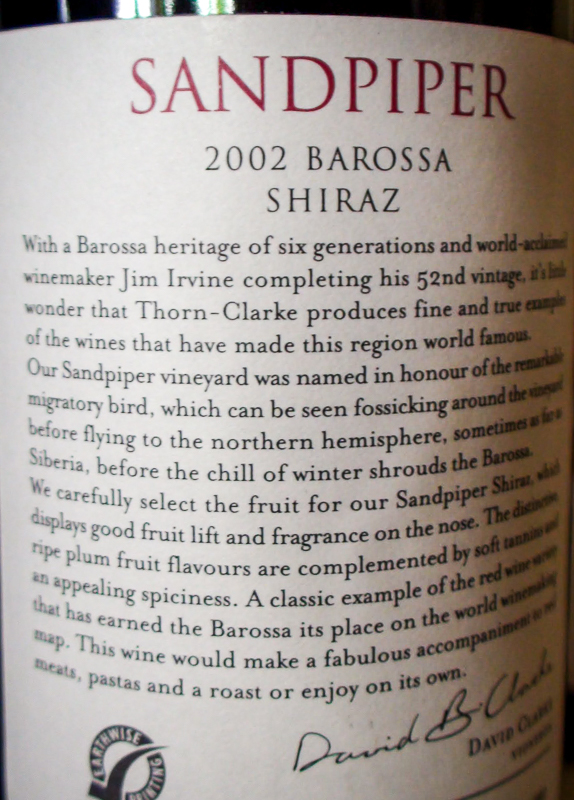 SANDPIPER
2002 BAROSSA
SHIRAZ
With a Barossa heritage of six generations and world-acclaimed
winemaker Jim Irvine completing his 52nd vintage, it's little
wonder that Thorn-Clarke produces fine and true examples
of the wines that have made this region world famous.
Our Sandpiper vineyard was named in honour of the remarkable
migratory bird, which can be seen fossicking around the vineyard
before flying to the northern hemisphere, sometimes as far as
Siberia, before the chill of winter shrouds the Barossa.
We carefully select the fruit for our Sandpiper Shiraz, which
displays good fruit lift and fragrance on the nose. The distinctive,
ripe plum fruit flavours are complemented by soft tannins and
an appealing spiciness. A classic example of the red wine variety
that has earned the Barossa its place on the world winemaking
map. This wine would make a fabulous accompaniment to red
meats, pastas and a roast or enjoy on its own.
David B. Clarke
DAVID CLARKE
EARTHWISE
PRINTING